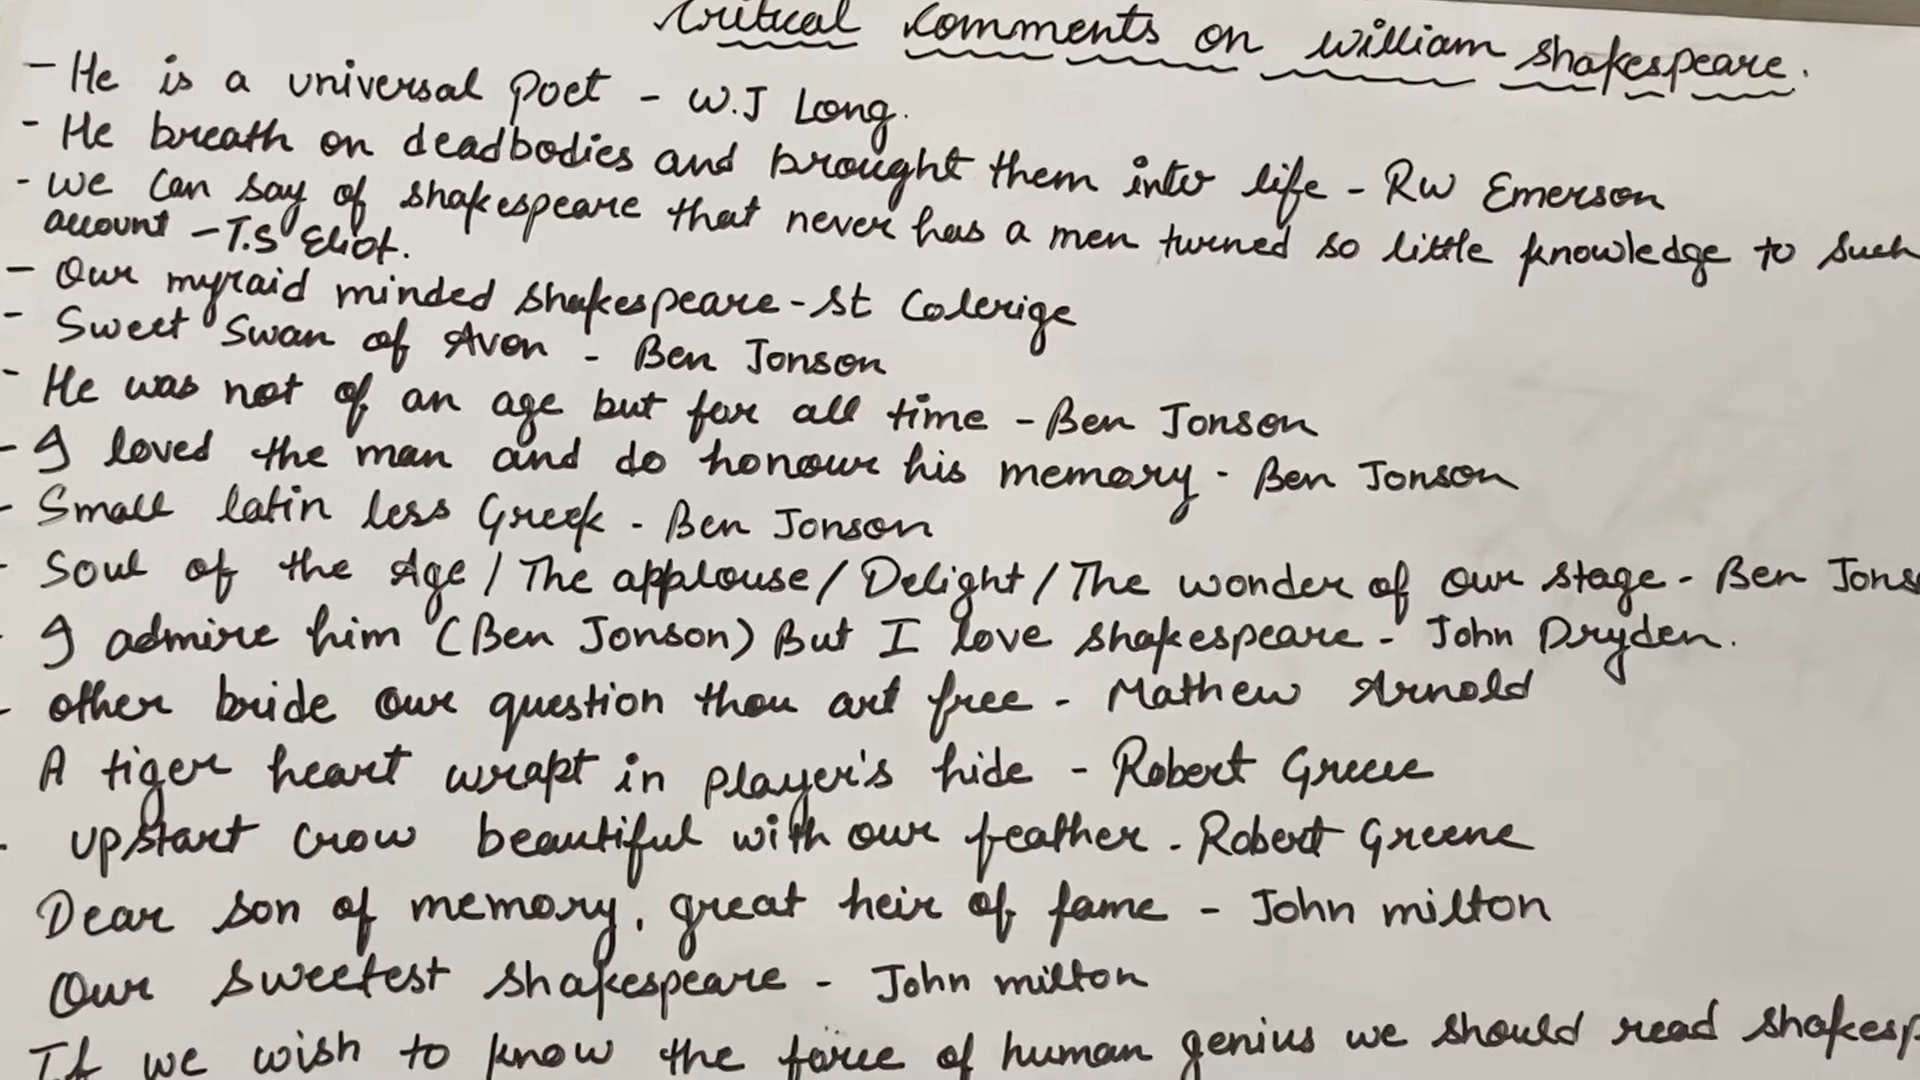 Critical Comments on William Shakespeare.
- He is a universal Poet - W.J Long.
- He breath on deadbodies and brought them into life - RW Emerson
- We can say of Shakespeare that never has a men turned so little knowledge to such
account - T.S Eliot.
- Our myraid minded Shakespeare - St Colerige
- Sweet Swan of Avon - Ben Jonson
- He was not of an age but for all time - Ben Jonson
- I loved the man and do honour his memory - Ben Jonson
- Small latin less Greek - Ben Jonson
- Soul of the Age / The applouse / Delight / The wonder of our stage - Ben Jons
- I admire him (Ben Jonson) But I love Shakespeare - John Dryden.
- other bride our question thou art free - Mathew Arnold
A tiger heart wrapt in player's hide - Robert Greece
- upstart crow beautiful with our feather - Robert Greene
Dear son of memory, great heir of fame - John milton
Our sweetest Shakespeare - John milton
If we wish to know the force of human genius we should read Shakesp